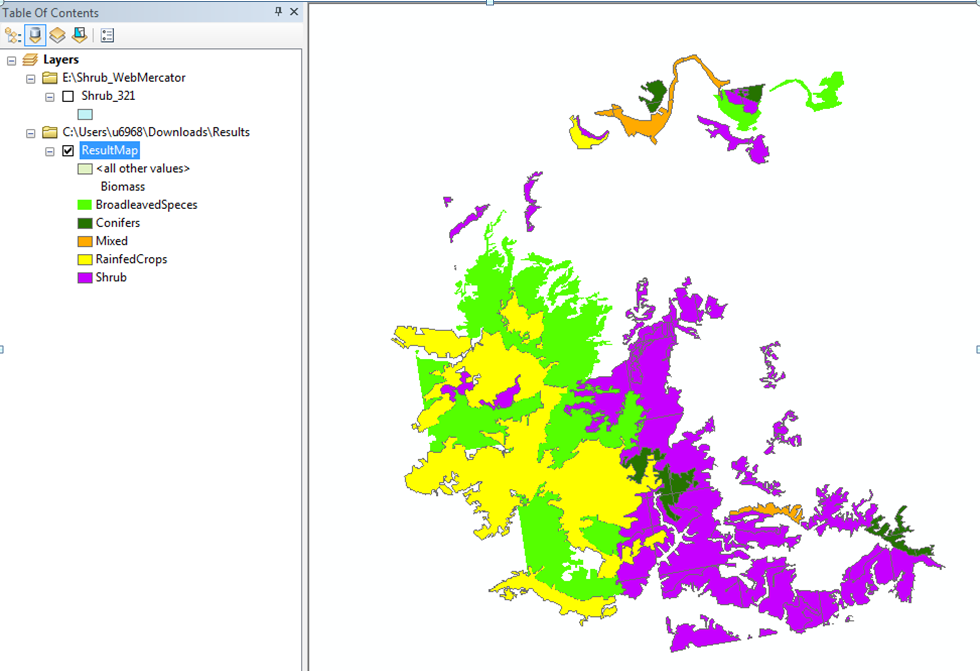 Table Of Contents
Layers
E:\Shrub_WebMercator
Shrub_321
C:\Users\u6968\Downloads\Results
ResultMap
<all other values>
Biomass
BroadleavedSpeces
Conifers
Mixed
RainfedCrops
Shrub